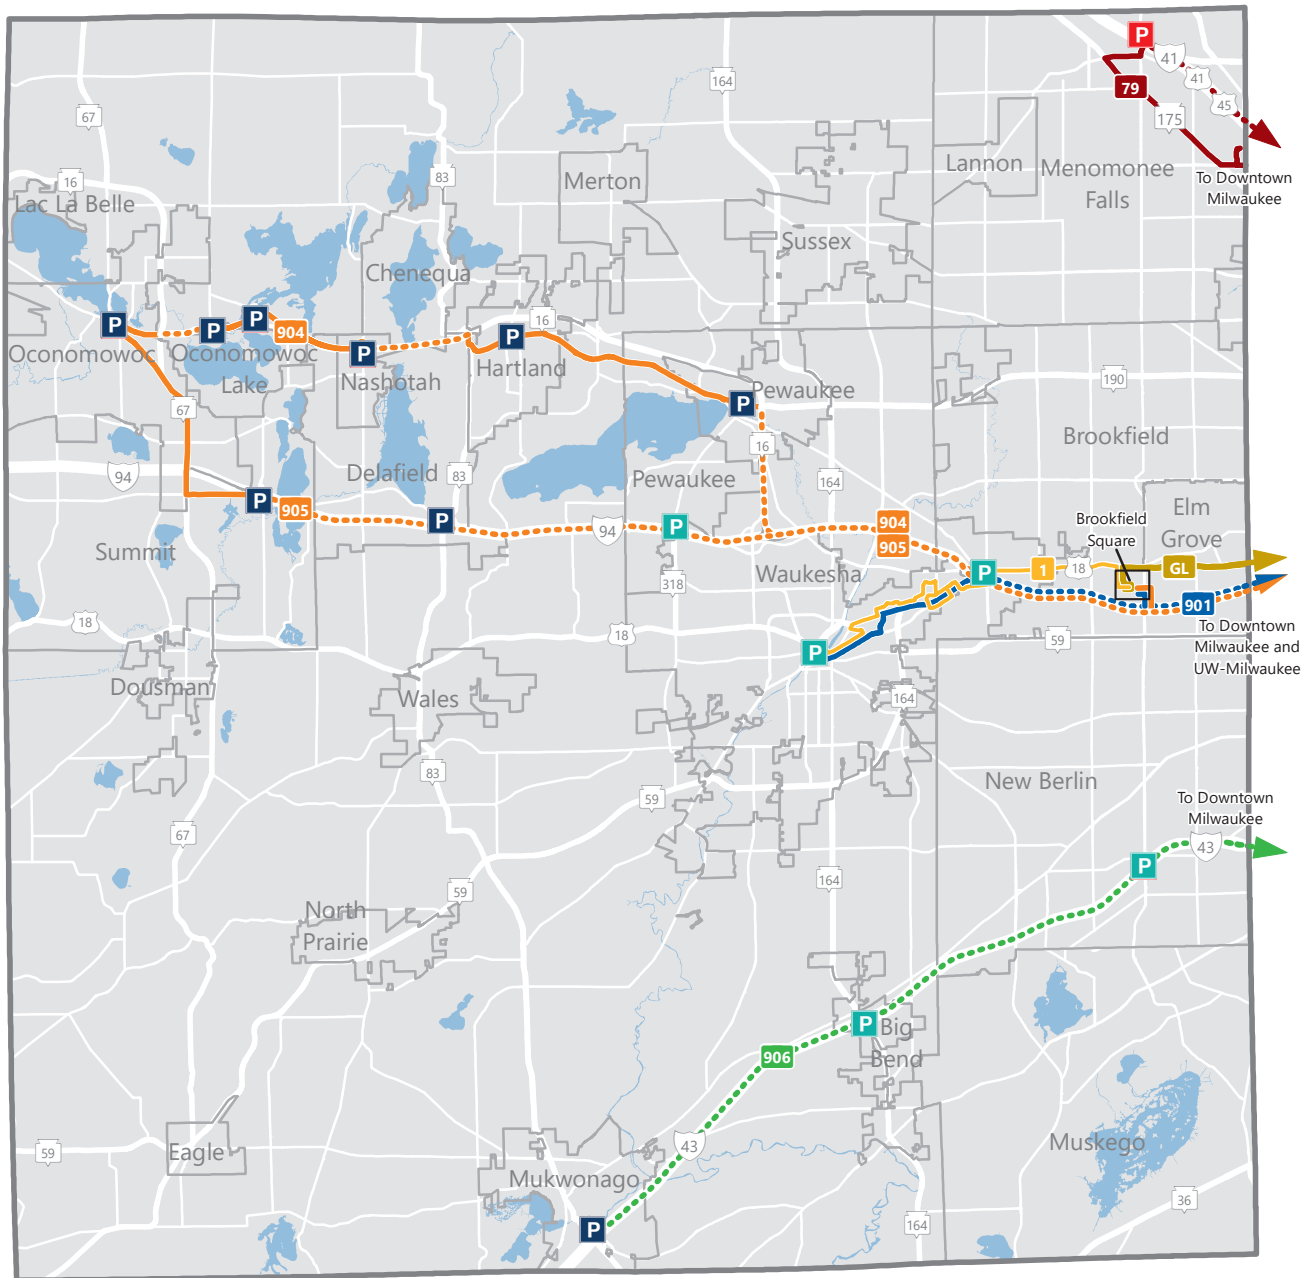 P
41
79
41
164
45
67
175
Lannon
Menomonee
Falls
To Downtown
Milwaukee
16
83
Merton
Lac La Belle
Sussex
Chenequa
P
P
P
904
16
P
P
Oconomowoc
Oconomowoc
Lake
Nashotah
Hartland
190
Pewaukee
P
67
Brookfield
16
94
Delafield
83
Pewaukee
164
P
905
Elm
Grove
Brookfield
Square
P
94
P
904
905
Summit
Waukesha
318
P
1
18
GL
901
To Downtown
Milwaukee and
UW-Milwaukee
18
18
59
P
Dousman
Wales
164
83
59
New Berlin
To Downtown
Milwaukee
67
43
P
164
59
North
Prairie
P
Big
Bend
906
43
Muskego
59
Eagle
Mukwonago
36
P
164